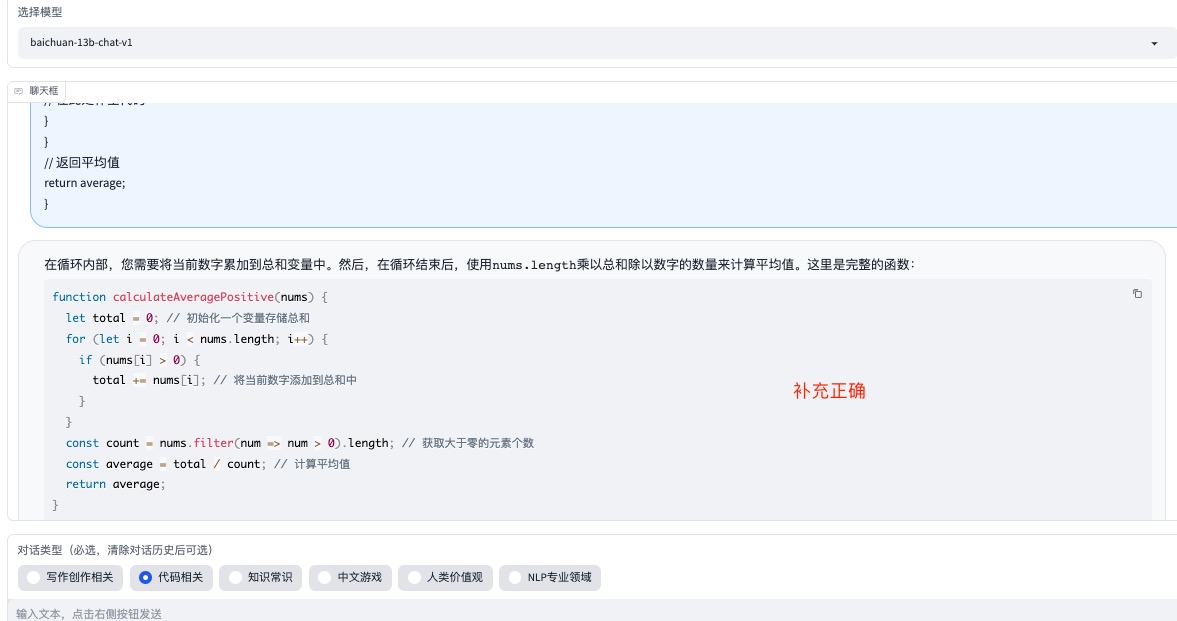 选择模型
baichuan-13b-chat-v1
聊天框
}
}
// 返回平均值
return average;
}
在循环内部，您需要将当前数字累加到总和变量中。然后，在循环结束后，使用nums.length乘以总和除以数字的数量来计算平均值。这里是完整的函数：
function calculateAveragePositive(nums) {
let total = 0; // 初始化一个变量存储总和
for (let i = 0; i < nums.length; i++) {
if (nums[i] > 0) {
total += nums[i]; // 将当前数字添加到总和中
}
}
const count = nums.filter(num => num > 0).length; // 获取大于零的元素个数
const average = total / count; // 计算平均值
return average;
}
补充正确
对话类型（必选，清除对话历史后可选）
写作创作相关 代码相关 知识常识 中文游戏 人类价值观 NLP专业领域
输入文本，点击右侧按钮发送